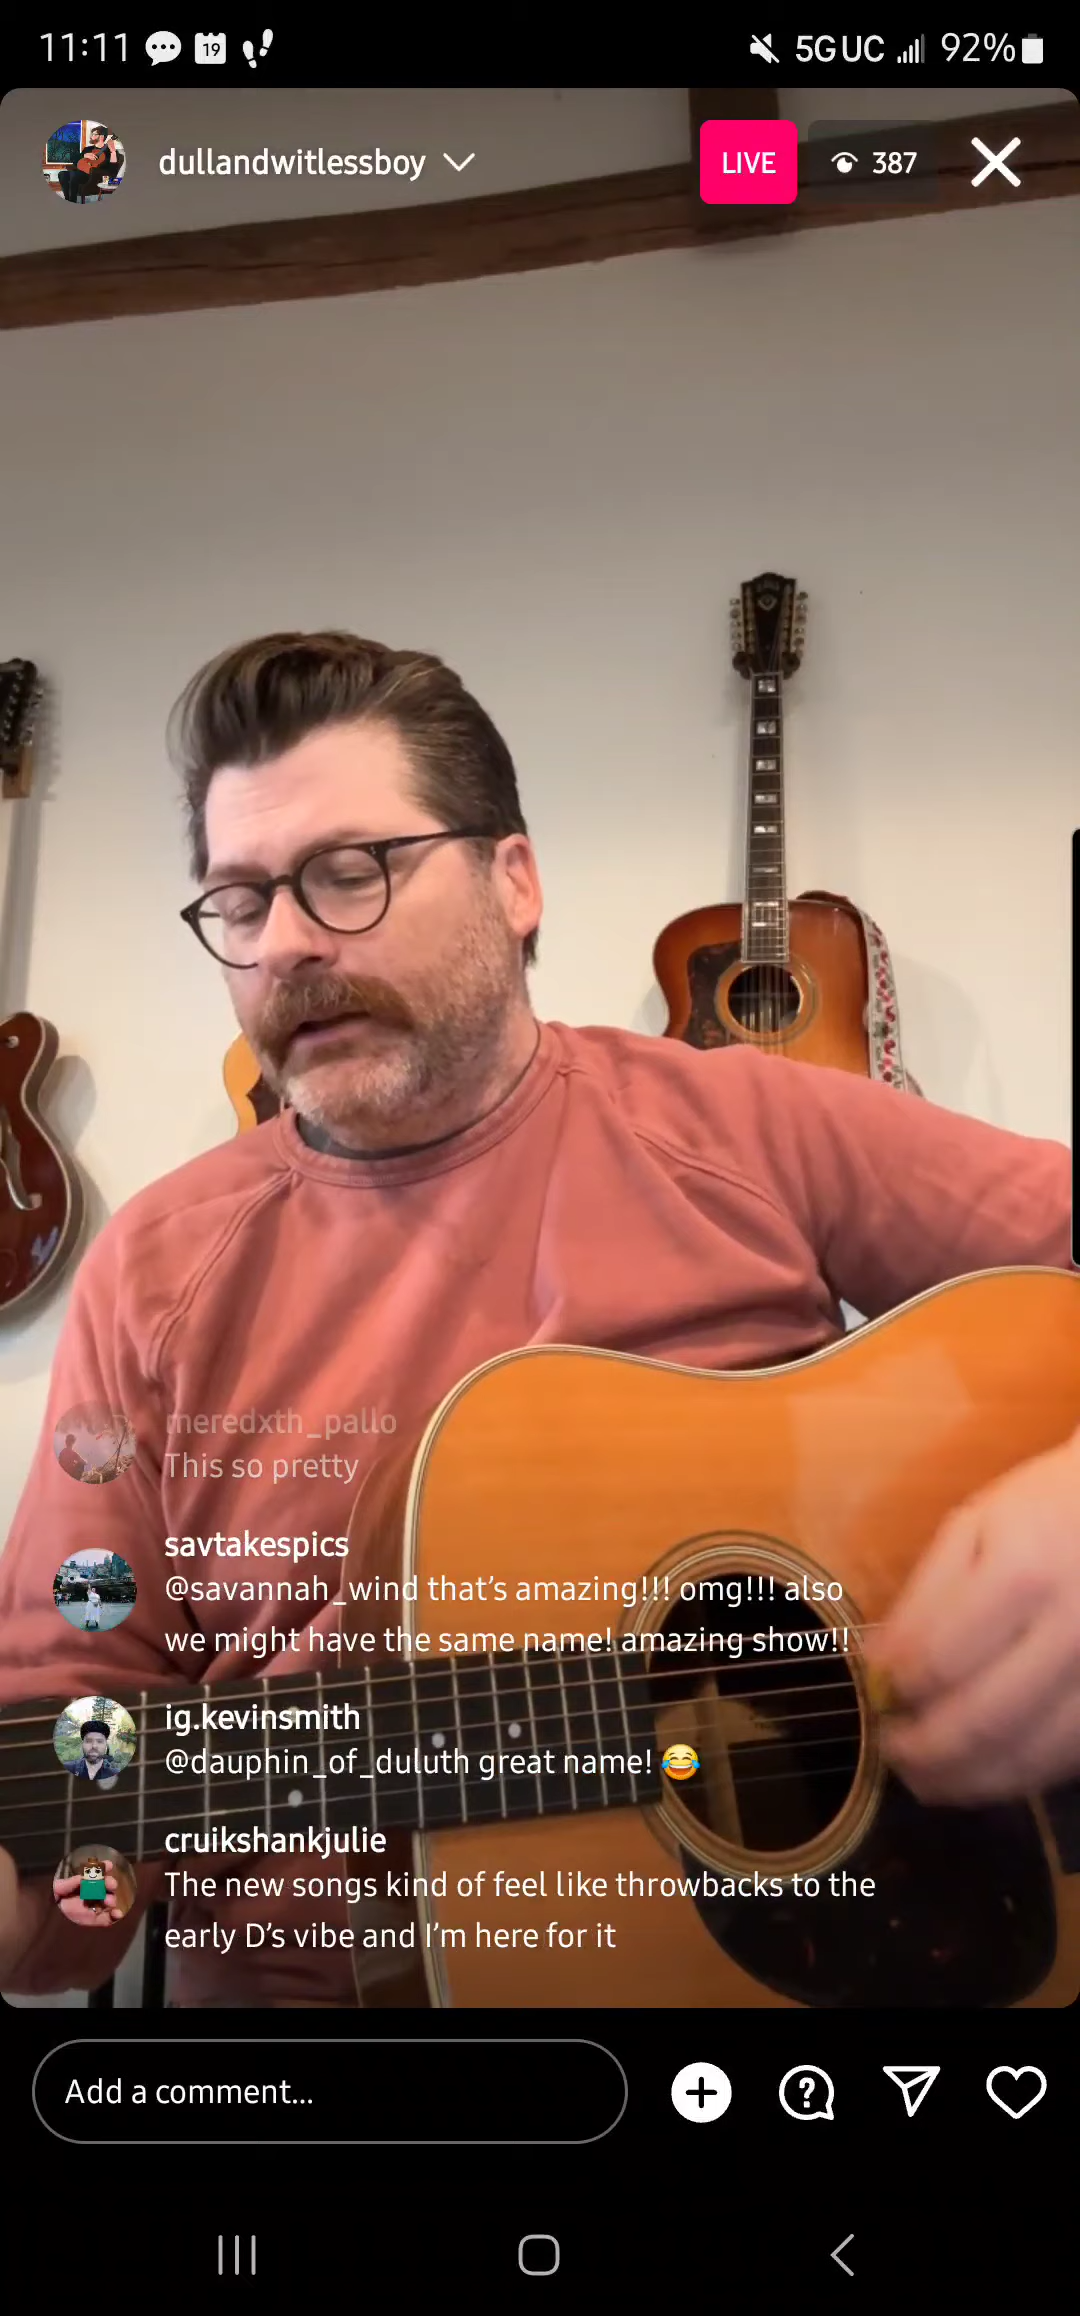 11:11 19 5G UC 92%
dullandwitlessboy LIVE 387
meredxth_pallo
This so pretty
savtakespics
@savannah_wind that's amazing!!! omg!!! also
we might have the same name! amazing show!!
ig.kevinsmith
@dauphin_of_duluth great name! 😂
cruikshankjulie
The new songs kind of feel like throwbacks to the
early D's vibe and I'm here for it
Add a comment...